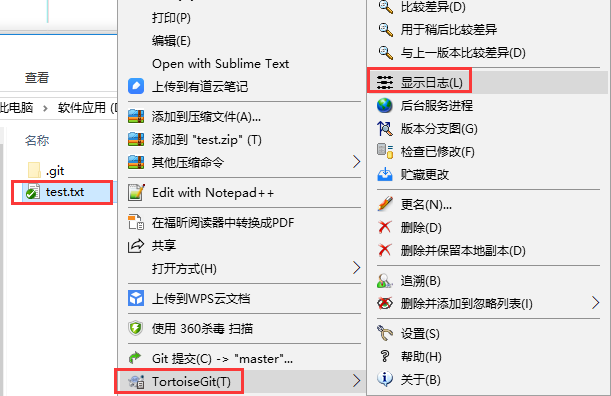 查看
此电脑 > 软件应用 (D
名称
.git
test.txt
打印(P)
编辑(E)
Open with Sublime Text
上传到有道云笔记
添加到压缩文件(A)...
添加到 "test.zip" (T)
其他压缩命令
Edit with Notepad++
在福昕阅读器中转换成PDF
共享
打开方式(H)
上传到WPS云文档
使用 360杀毒 扫描
Git 提交(C) -> "master"...
TortoiseGit(T)
比较差异(D)
用于稍后比较差异
与上一版本比较差异(D)
显示日志(L)
后台服务进程
版本分支图(G)
检查已修改(F)
贮藏更改
更名(N)...
删除(D)
删除并保留本地副本(D)
追溯(B)
删除并添加到忽略列表(I)
设置(S)
帮助(H)
关于(B)